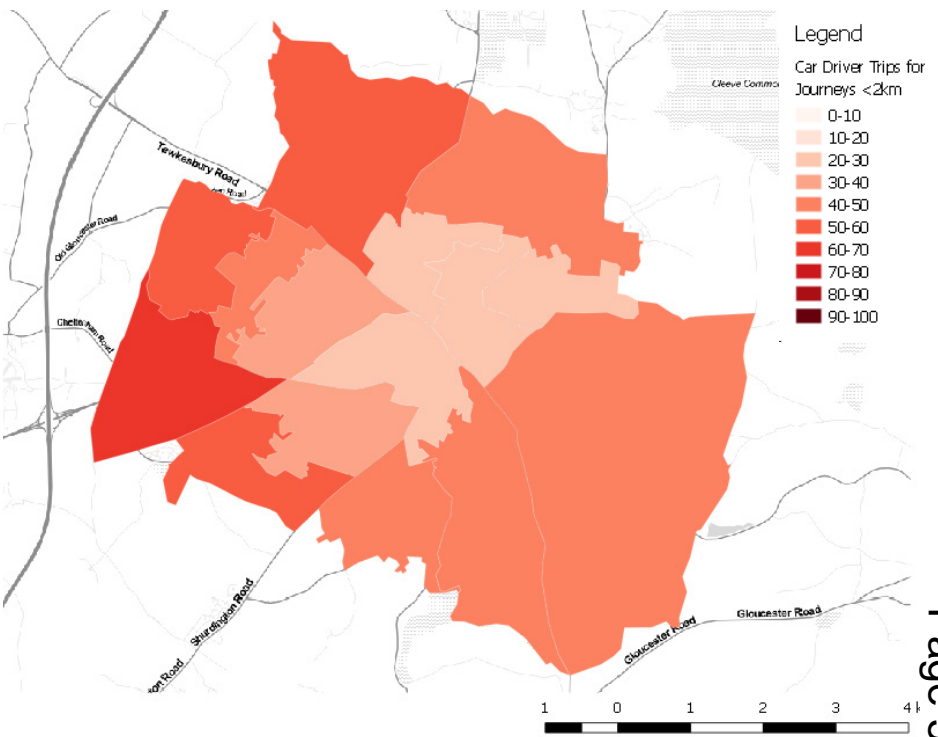 Legend
Car Driver Trips for
Journeys <2km
0-10
10-20
20-30
30-40
40-50
50-60
60-70
70-80
80-90
90-100
Cleeve Commo
Tewkesbury Road
Road
Old Gloucester Road
Cheltenham Road
Shurdington Road
Road
Gloucester Road
Gloucester Road
1 0 1 2 3 4